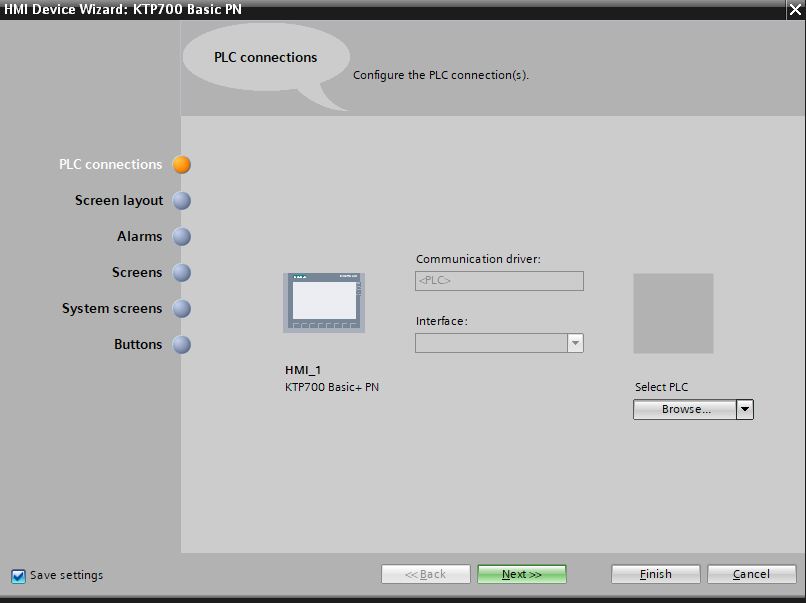 HMI Device Wizard: KTP700 Basic PN
PLC connections
Configure the PLC connection(s).
PLC connections
Screen layout
Alarms
Screens
System screens
Buttons
Communication driver:
<PLC>
Interface:
HMI_1
KTP700 Basic+ PN
Select PLC
Browse...
Save settings
<< Back
Next >>
Finish
Cancel